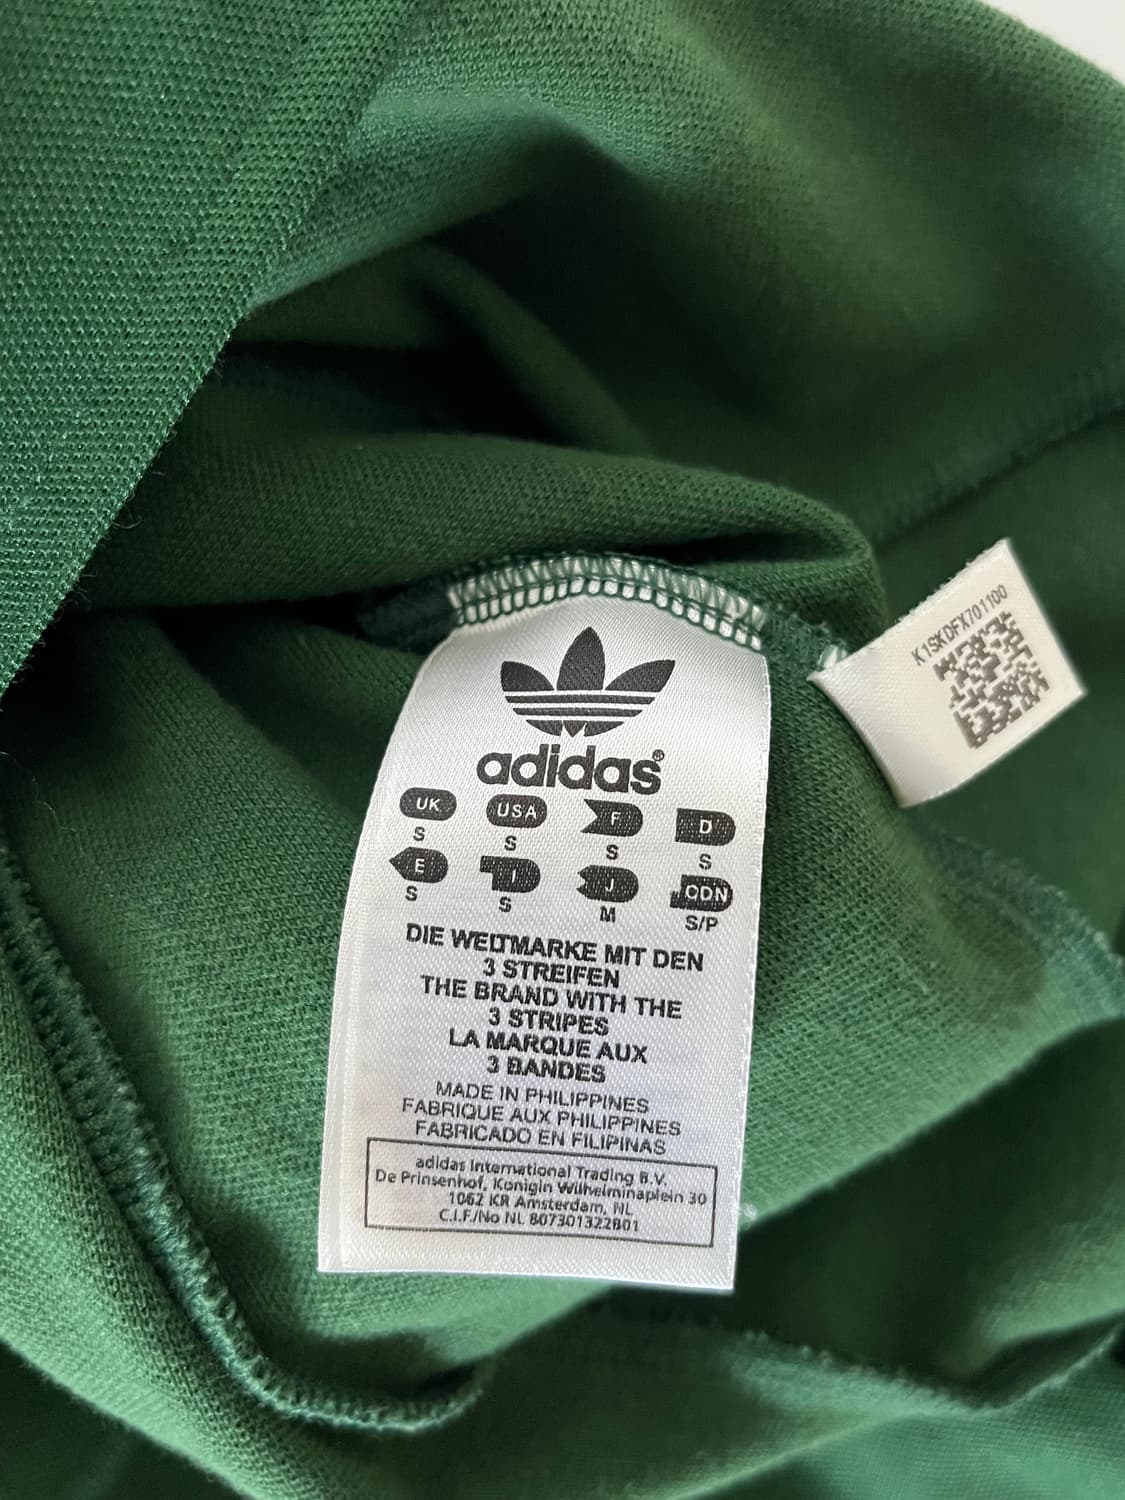 K1SKDFX701100
adidas®
UK USA F D
S S S S
E I J CDN
S S M S/P
DIE WELTMARKE MIT DEN
3 STREIFEN
THE BRAND WITH THE
3 STRIPES
LA MARQUE AUX
3 BANDES
MADE IN PHILIPPINES
FABRIQUE AUX PHILIPPINES
FABRICADO EN FILIPINAS
adidas International Trading B.V.
De Prinsenhof, Konigin Wilhelminaplein 30
1062 KR Amsterdam, NL
C.I.F./No NL 807301322B01